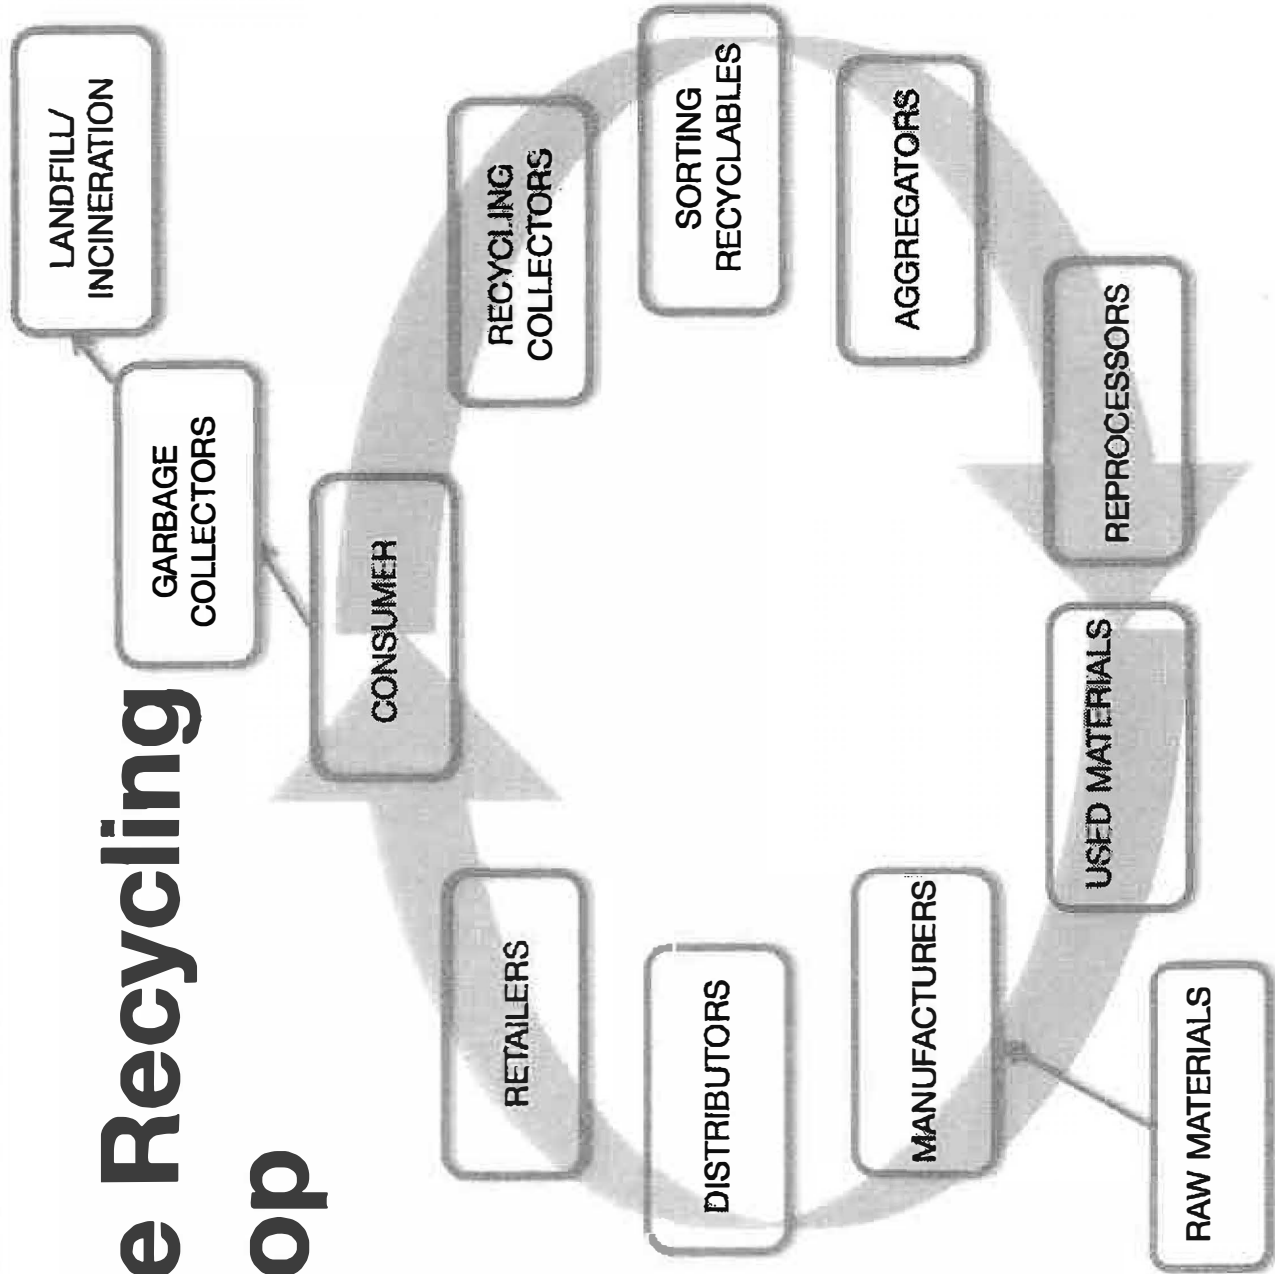 e Recycling
op
LANDFILL/
INCINERATION
GARBAGE
COLLECTORS
CONSUMER
RECYCLING
COLLECTORS
SORTING
RECYCLABLES
AGGREGATORS
REPROCESSORS
USED MATERIALS
RAW MATERIALS
MANUFACTURERS
DISTRIBUTORS
RETAILERS